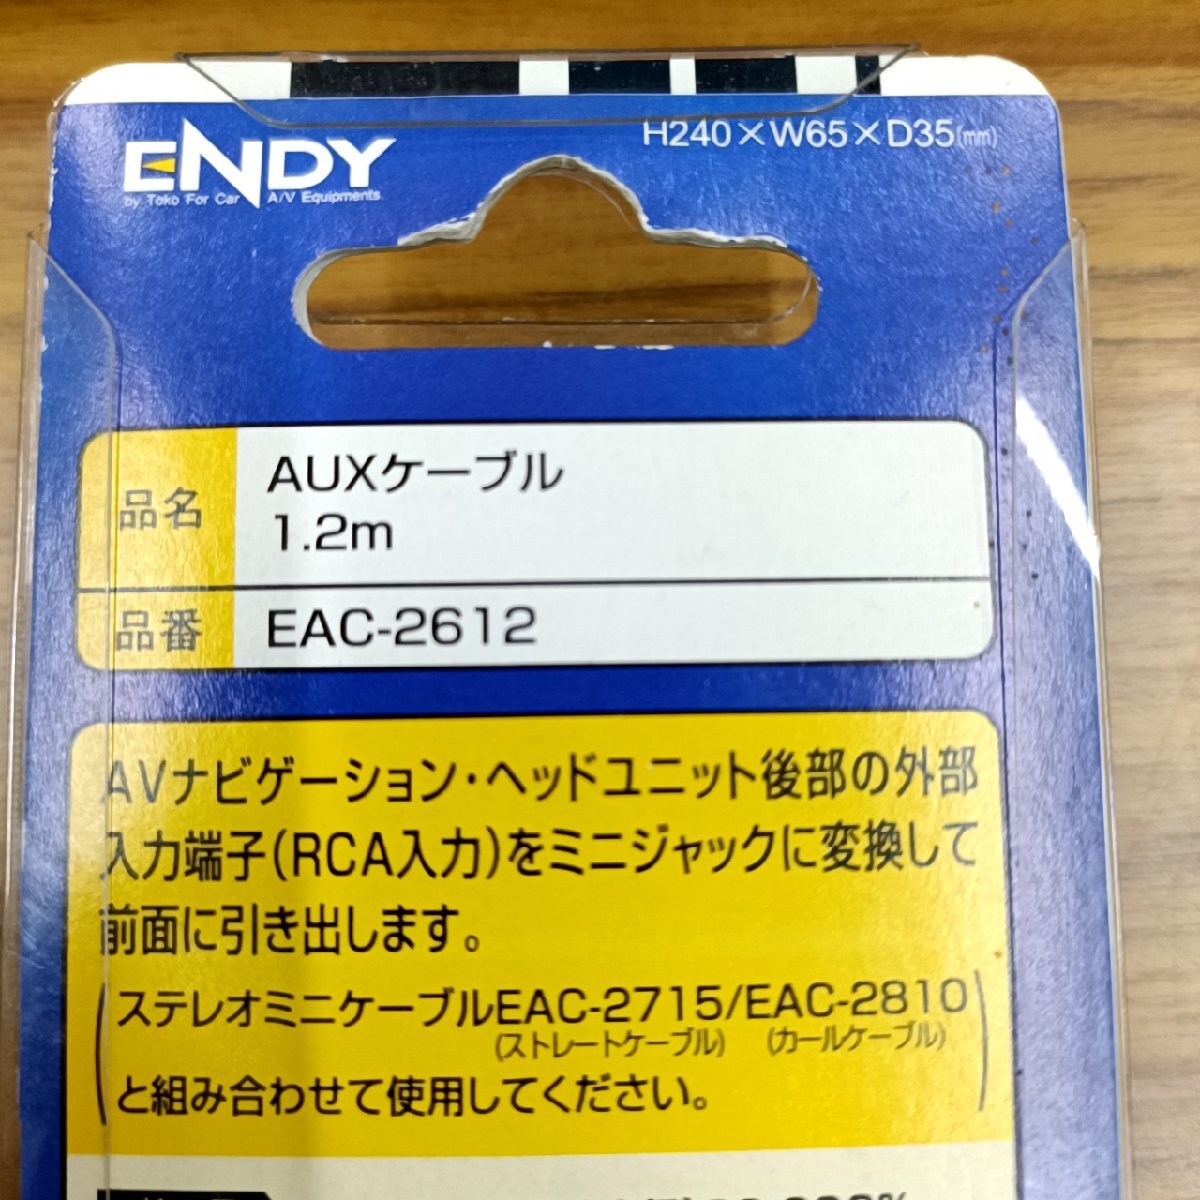 ENDY
by Toko For Car A/V Equipments
H240×W65×D35(mm)
品名
AUXケーブル
1.2m
品番
EAC-2612
AVナビゲーション・ヘッドユニット後部の外部
入力端子(RCA入力)をミニジャックに変換して
前面に引き出します。
(ステレオミニケーブルEAC-2715/EAC-2810
(ストレートケーブル) (カールケーブル)
と組み合わせて使用してください。)